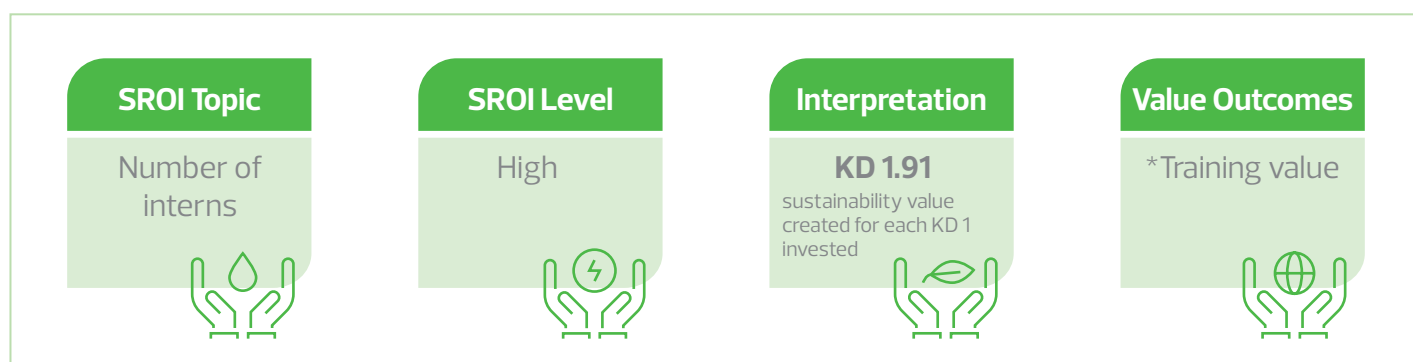 SROI Topic
Number of
interns
SROI Level
High
Interpretation
KD 1.91
sustainability value
created for each KD 1
invested
Value Outcomes
*Training value